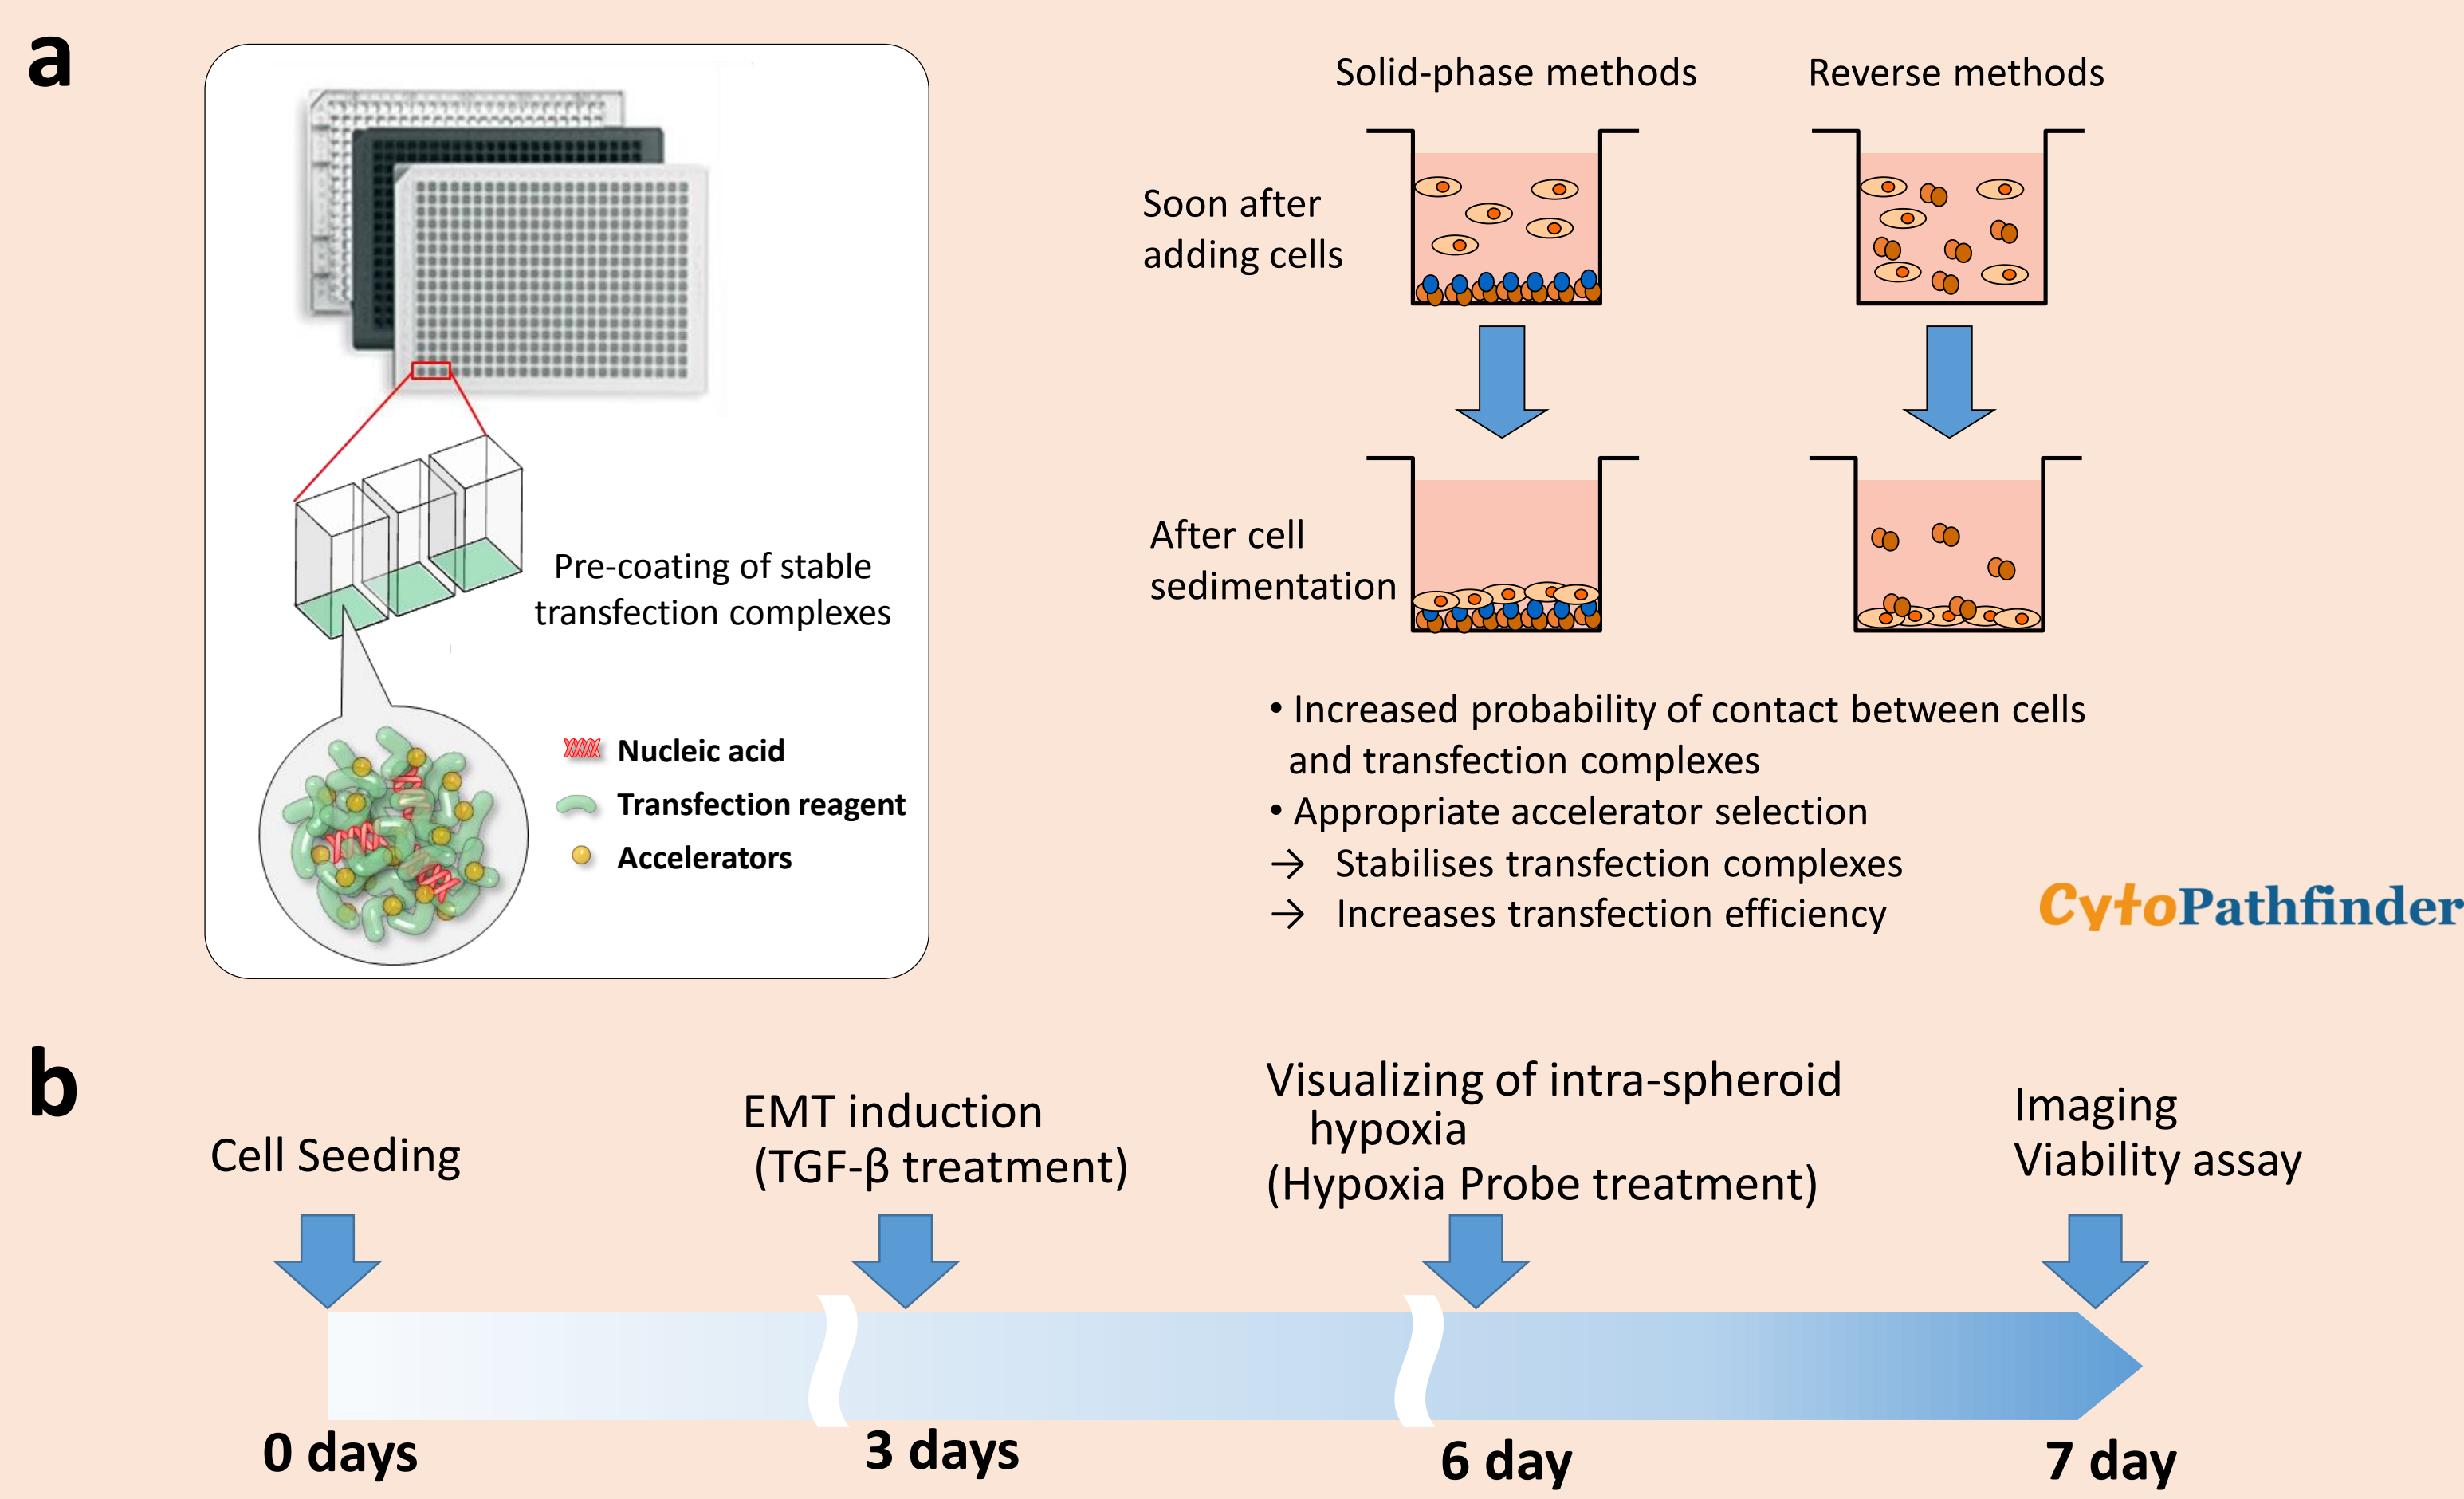 a
Solid-phase methods
Reverse methods
Soon after
adding cells
After cell
sedimentation
Pre-coating of stable
transfection complexes
Nucleic acid
Transfection reagent
Accelerators
• Increased probability of contact between cells
and transfection complexes
• Appropriate accelerator selection
→ Stabilises transfection complexes
→ Increases transfection efficiency
CytoPathfinder
b
Cell Seeding
EMT induction
(TGF-β treatment)
Visualizing of intra-spheroid
hypoxia
(Hypoxia Probe treatment)
Imaging
Viability assay
0 days
3 days
6 day
7 day